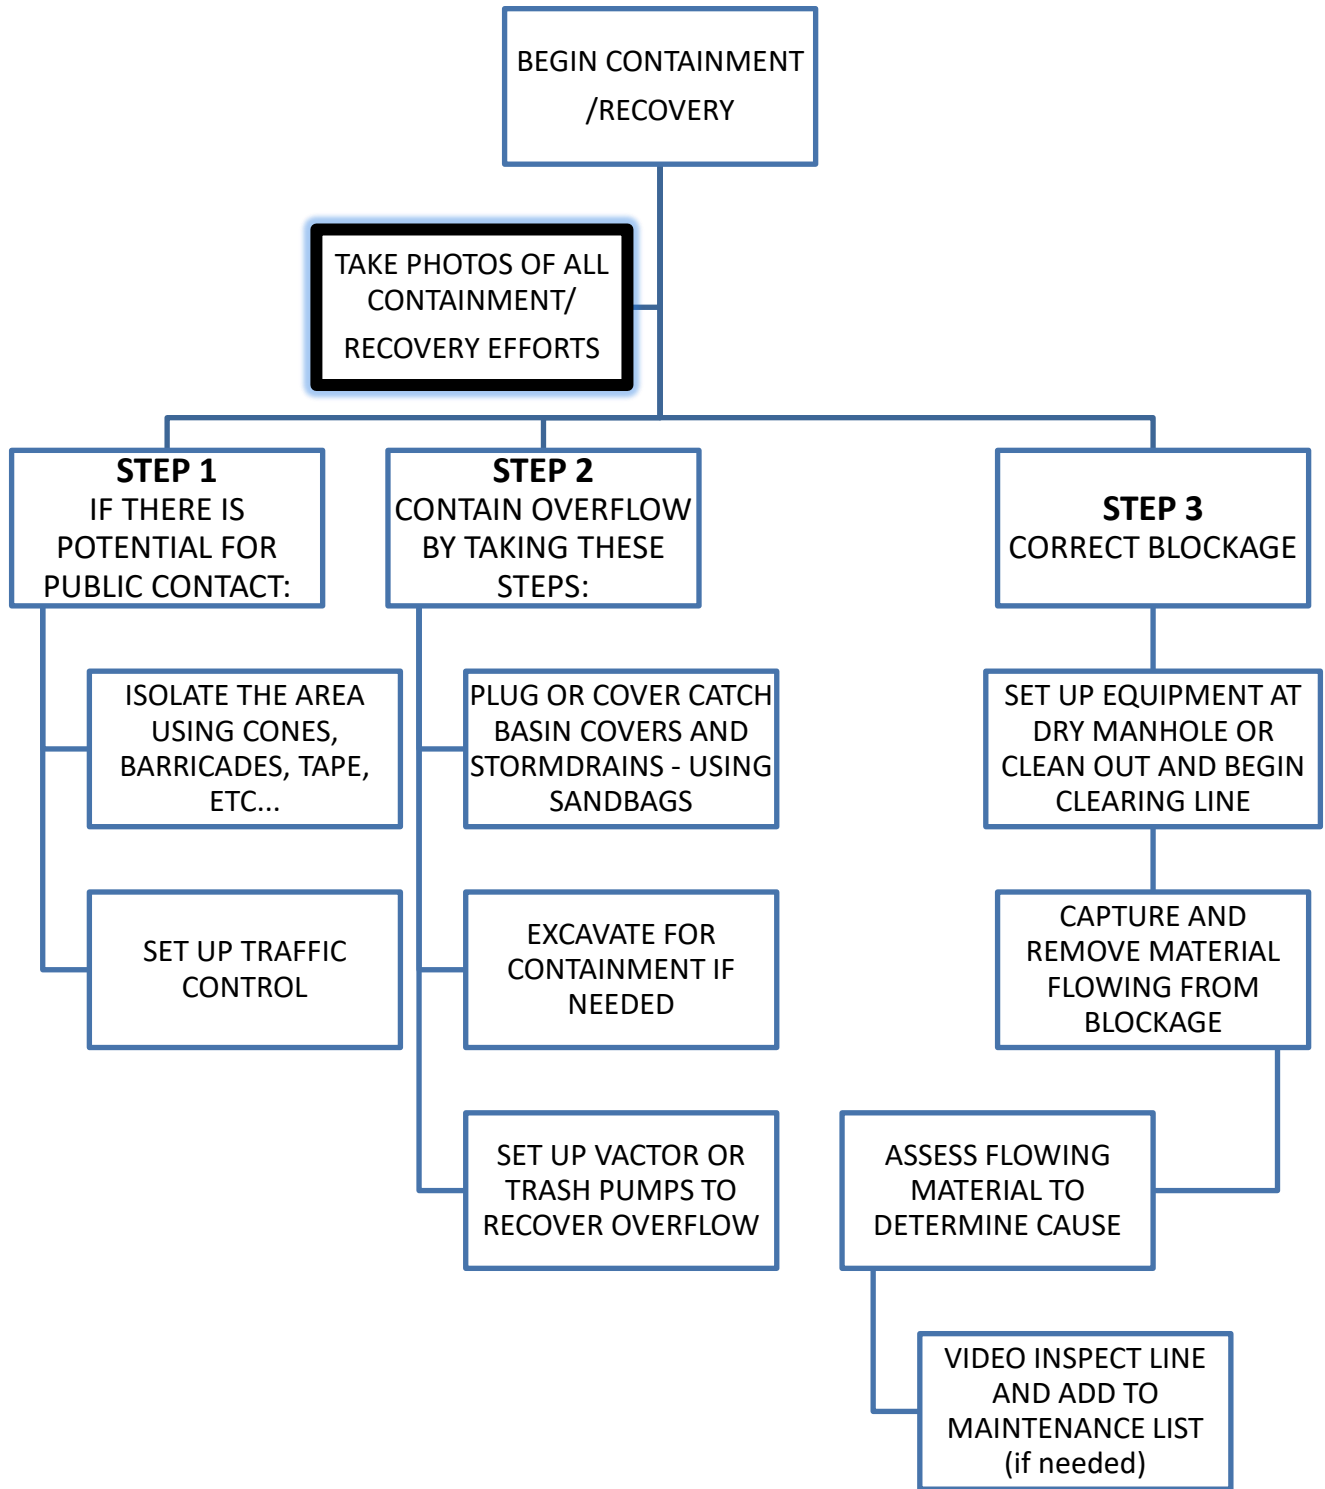 BEGIN CONTAINMENT
/RECOVERY
TAKE PHOTOS OF ALL
CONTAINMENT/
RECOVERY EFFORTS
STEP 1
IF THERE IS
POTENTIAL FOR
PUBLIC CONTACT:
ISOLATE THE AREA
USING CONES,
BARRICADES, TAPE,
ETC...
SET UP TRAFFIC
CONTROL
STEP 2
CONTAIN OVERFLOW
BY TAKING THESE
STEPS:
PLUG OR COVER CATCH
BASIN COVERS AND
STORMDRAINS - USING
SANDBAGS
EXCAVATE FOR
CONTAINMENT IF
NEEDED
SET UP VACTOR OR
TRASH PUMPS TO
RECOVER OVERFLOW
STEP 3
CORRECT BLOCKAGE
SET UP EQUIPMENT AT
DRY MANHOLE OR
CLEAN OUT AND BEGIN
CLEARING LINE
CAPTURE AND
REMOVE MATERIAL
FLOWING FROM
BLOCKAGE
ASSESS FLOWING
MATERIAL TO
DETERMINE CAUSE
VIDEO INSPECT LINE
AND ADD TO
MAINTENANCE LIST
(if needed)